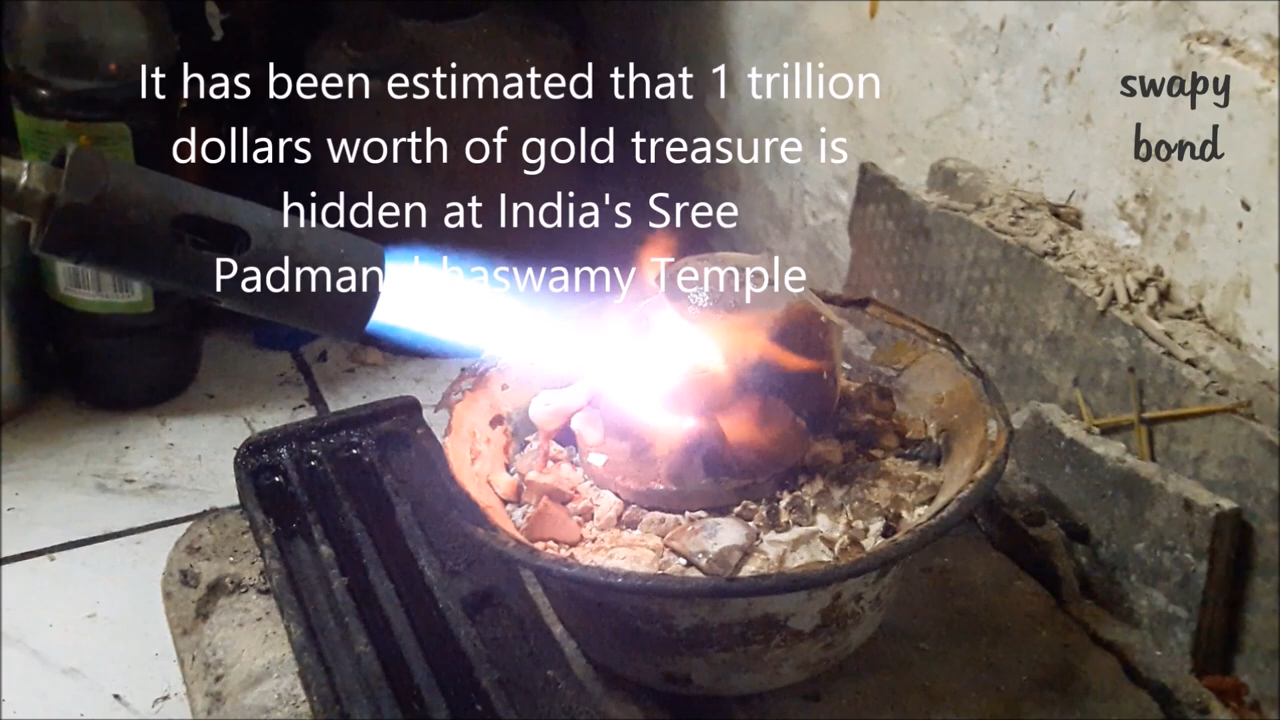 It has been estimated that 1 trillion
dollars worth of gold treasure is
hidden at India's Sree
Padmanabhaswamy Temple
swapy
bond